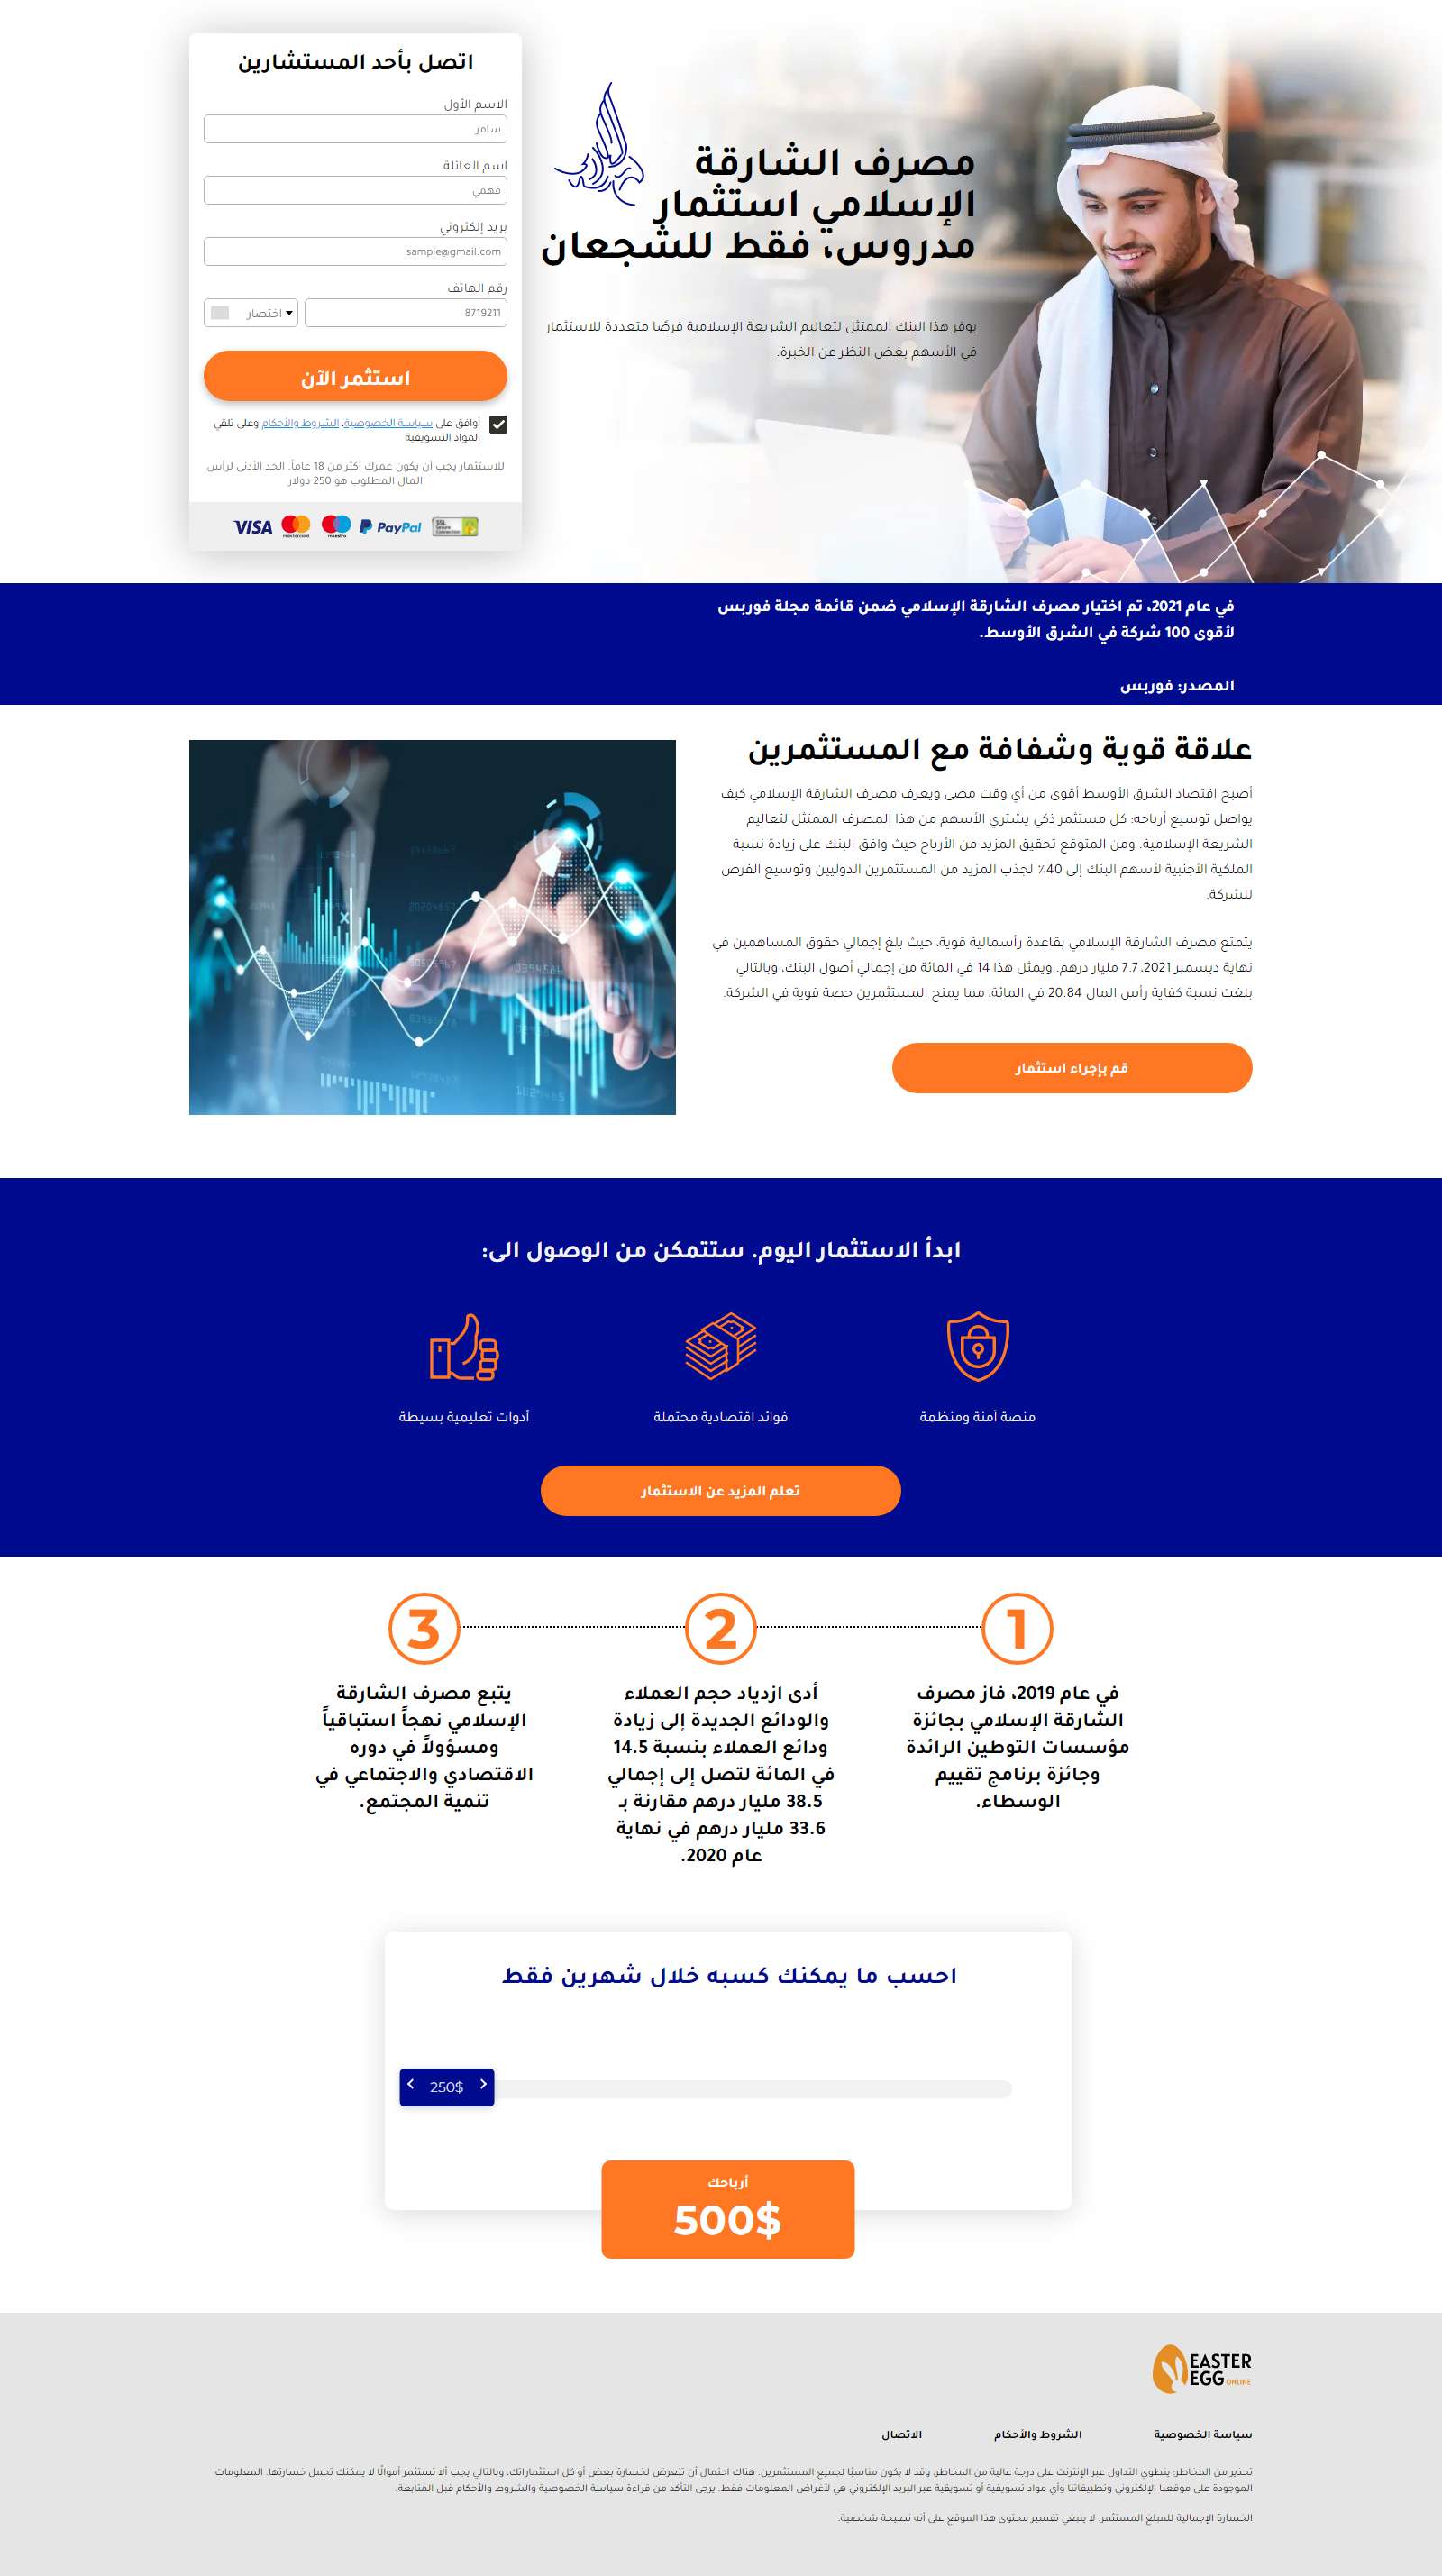 اتصل بأحد المستشارين
الاسم الأول
سامر
اسم العائلة
فهمي
بريد إلكتروني
sample@gmail.com
رقم الهاتف
8719211
اختصار
استثمر الآن
أوافق على سياسة الخصوصية, الشروط والأحكام وعلى تلقي
المواد التسويقية
للاستثمار يجب أن يكون عمرك أكثر من 18 عاماً. الحد الأدنى لرأس
المال المطلوب هو 250 دولار
VISA mastercard maestro PayPal SSL Secure Connection
مصرف الشارقة
الإسلامي استثمار
مدروس، فقط للشجعان
يوفر هذا البنك الممتثل لتعاليم الشريعة الإسلامية فرصًا متعددة للاستثمار
في الأسهم بغض النظر عن الخبرة.
في عام 2021، تم اختيار مصرف الشارقة الإسلامي ضمن قائمة مجلة فوربس
لأقوى 100 شركة في الشرق الأوسط.
المصدر: فوربس
علاقة قوية وشفافة مع المستثمرين
أصبح اقتصاد الشرق الأوسط أقوى من أي وقت مضى ويعرف مصرف الشارقة الإسلامي كيف
يواصل توسيع أرباحه: كل مستثمر ذكي يشتري الأسهم من هذا المصرف الممتثل لتعاليم
الشريعة الإسلامية. ومن المتوقع تحقيق المزيد من الأرباح حيث وافق البنك على زيادة نسبة
الملكية الأجنبية لأسهم البنك إلى 40٪ لجذب المزيد من المستثمرين الدوليين وتوسيع الفرص
للشركة.
يتمتع مصرف الشارقة الإسلامي بقاعدة رأسمالية قوية، حيث بلغ إجمالي حقوق المساهمين في
نهاية ديسمبر 2021، 7.7 مليار درهم. ويمثل هذا 14 في المائة من إجمالي أصول البنك، وبالتالي
بلغت نسبة كفاية رأس المال 20.84 في المائة، مما يمنح المستثمرين حصة قوية في الشركة.
قم بإجراء استثمار
ابدأ الاستثمار اليوم. ستتمكن من الوصول الى:
منصة آمنة ومنظمة
فوائد اقتصادية محتملة
أدوات تعليمية بسيطة
تعلم المزيد عن الاستثمار
1
في عام 2019، فاز مصرف
الشارقة الإسلامي بجائزة
مؤسسات التوطين الرائدة
وجائزة برنامج تقييم
الوسطاء.
2
أدى ازدياد حجم العملاء
والودائع الجديدة إلى زيادة
ودائع العملاء بنسبة 14.5
في المائة لتصل إلى إجمالي
38.5 مليار درهم مقارنة بـ
33.6 مليار درهم في نهاية
عام 2020.
3
يتبع مصرف الشارقة
الإسلامي نهجاً استباقياً
ومسؤولاً في دوره
الاقتصادي والاجتماعي في
تنمية المجتمع.
احسب ما يمكنك كسبه خلال شهرين فقط
250$
أرباحك
500$
EASTER
EGG ONLINE
سياسة الخصوصية
الشروط والأحكام
الاتصال
تحذير من المخاطر: ينطوي التداول عبر الإنترنت على درجة عالية من المخاطر، وقد لا يكون مناسبًا لجميع المستثمرين. هناك احتمال أن تتعرض لخسارة بعض أو كل استثماراتك، وبالتالي يجب ألا تستثمر أموالًا لا يمكنك تحمل خسارتها. المعلومات
الموجودة على موقعنا الإلكتروني وتطبيقاتنا وأي مواد تسويقية أو تسويقية عبر البريد الإلكتروني هي لأغراض المعلومات فقط. يرجى التأكد من قراءة سياسة الخصوصية والشروط والأحكام قبل المتابعة.
الخسارة الإجمالية للمبلغ المستثمر. لا ينبغي تفسير محتوى هذا الموقع على أنه نصيحة شخصية.